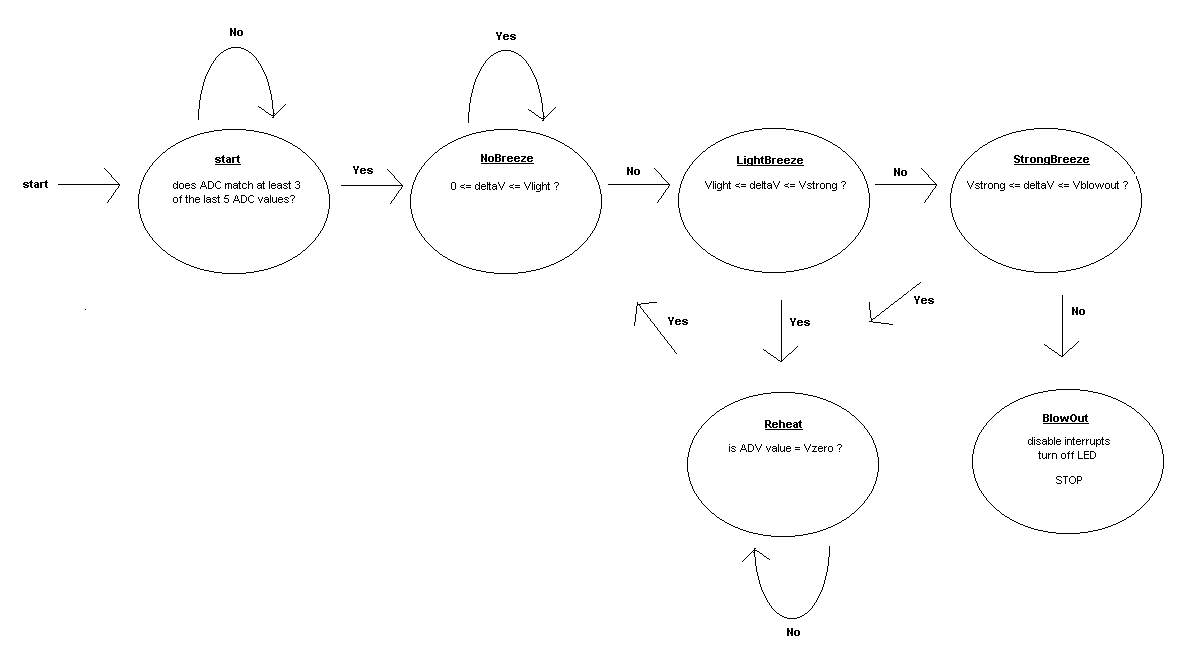 No
Yes
start
start
does ADC match at least 3
of the last 5 ADC values?
Yes
NoBreeze
0 <= deltaV <= Vlight ?
No
LightBreeze
Vlight <= deltaV <= Vstrong ?
No
StrongBreeze
Vstrong <= deltaV <= Vblowout ?
Yes
Yes
Yes
No
Reheat
is ADV value = Vzero ?
BlowOut
disable interrupts
turn off LED
STOP
No